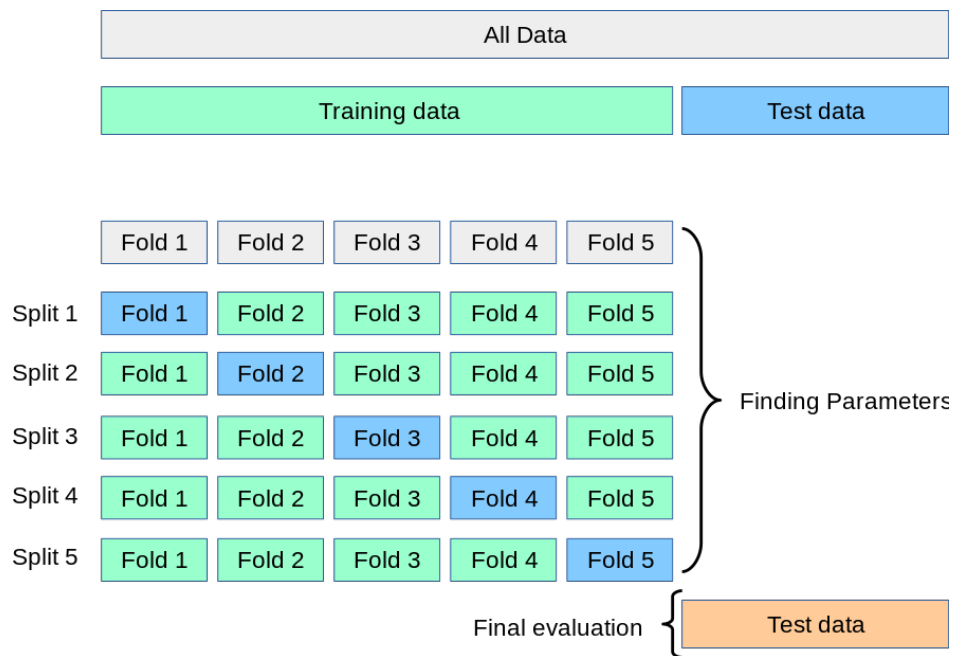 All Data
Training data Test data
Fold 1 Fold 2 Fold 3 Fold 4 Fold 5
Split 1 Fold 1 Fold 2 Fold 3 Fold 4 Fold 5
Split 2 Fold 1 Fold 2 Fold 3 Fold 4 Fold 5
Finding Parameters
Split 3 Fold 1 Fold 2 Fold 3 Fold 4 Fold 5
Split 4 Fold 1 Fold 2 Fold 3 Fold 4 Fold 5
Split 5 Fold 1 Fold 2 Fold 3 Fold 4 Fold 5
Final evaluation Test data